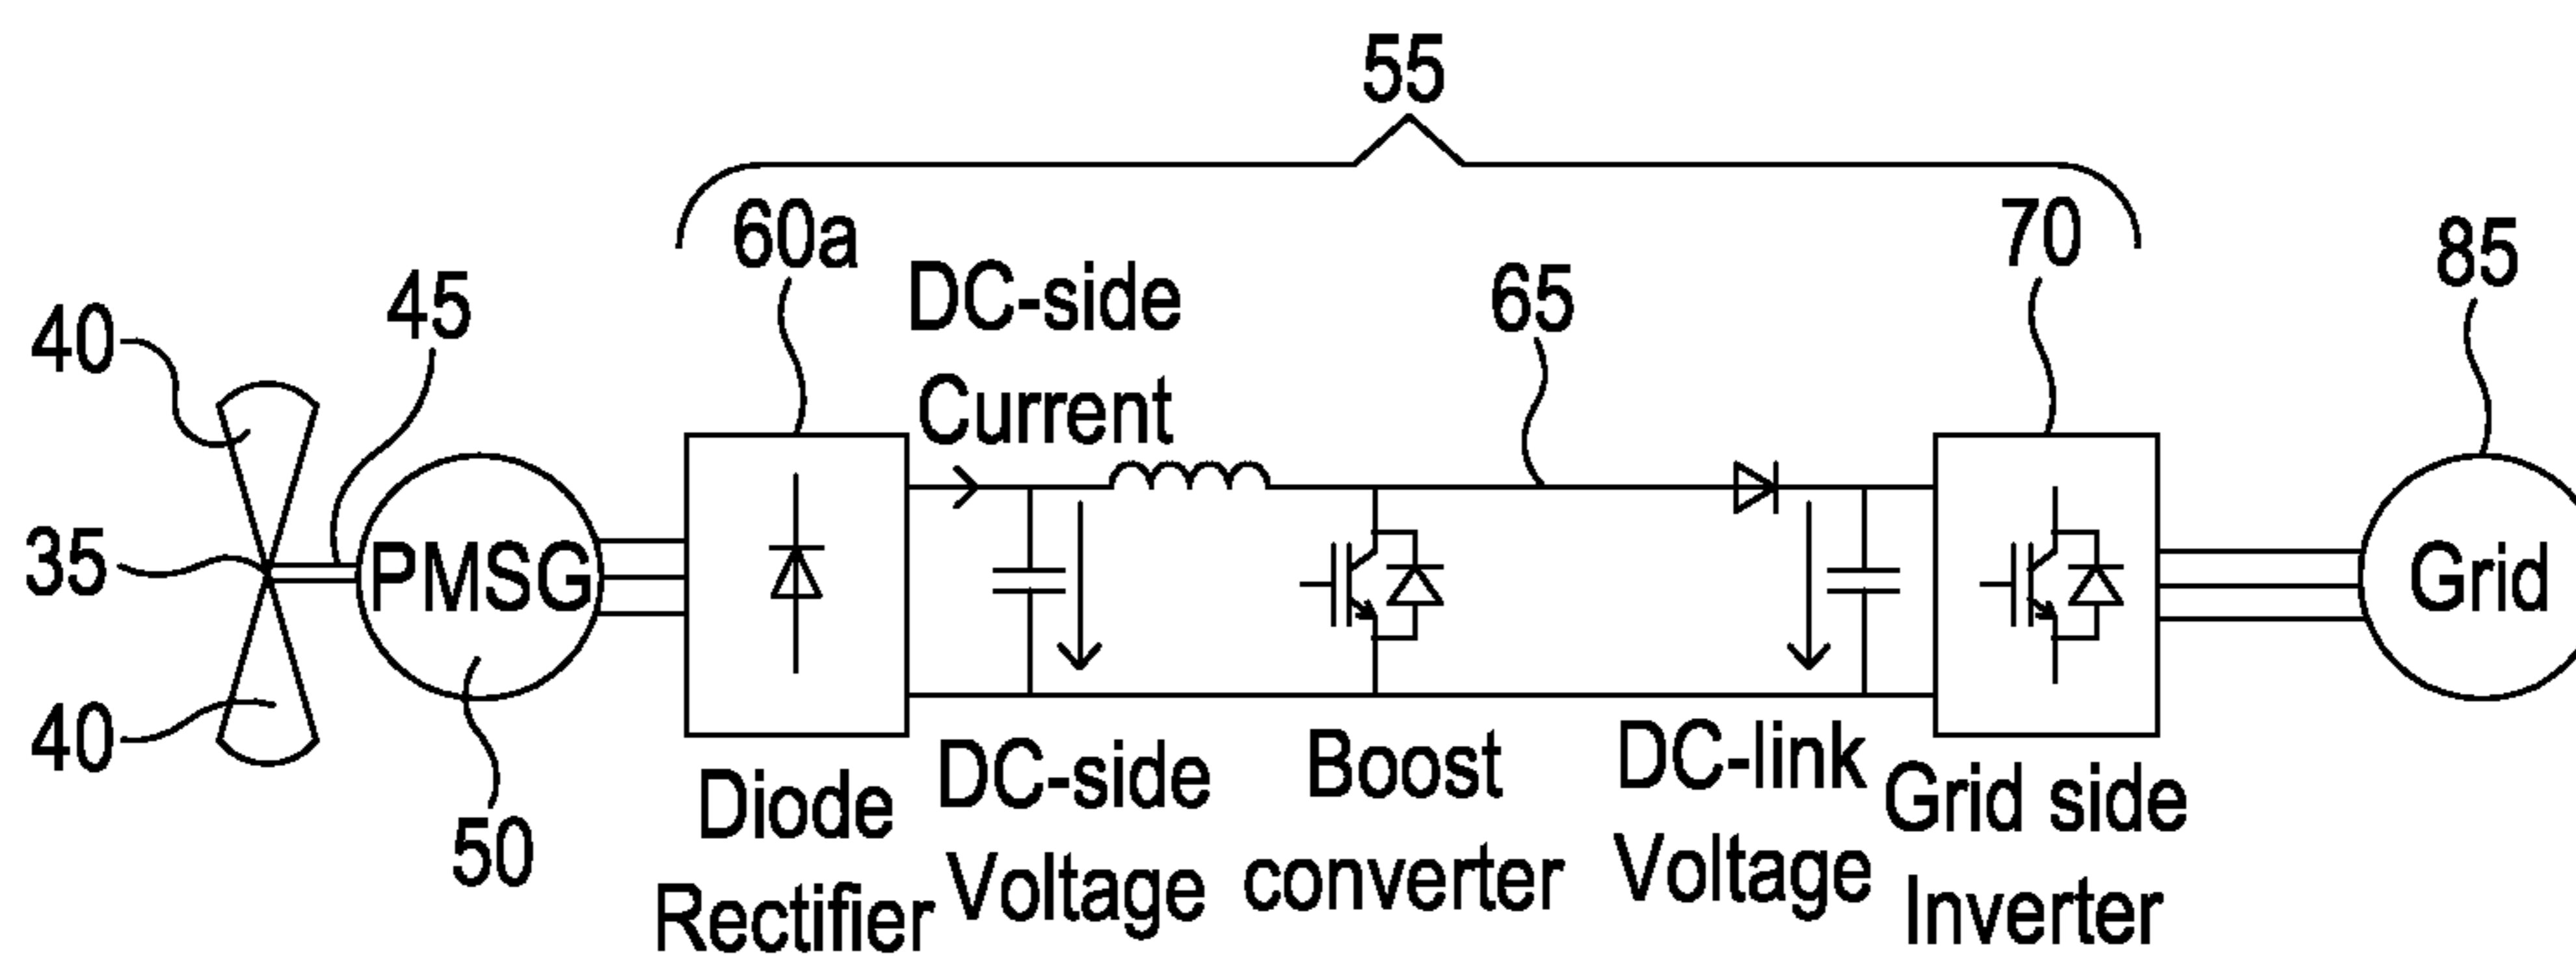 55
60a
70
85
45
DC-side
Current
65
40
35
PMSG
Grid
40
50
Diode
Rectifier
DC-side
Voltage
Boost
converter
DC-link
Voltage
Grid side
Inverter